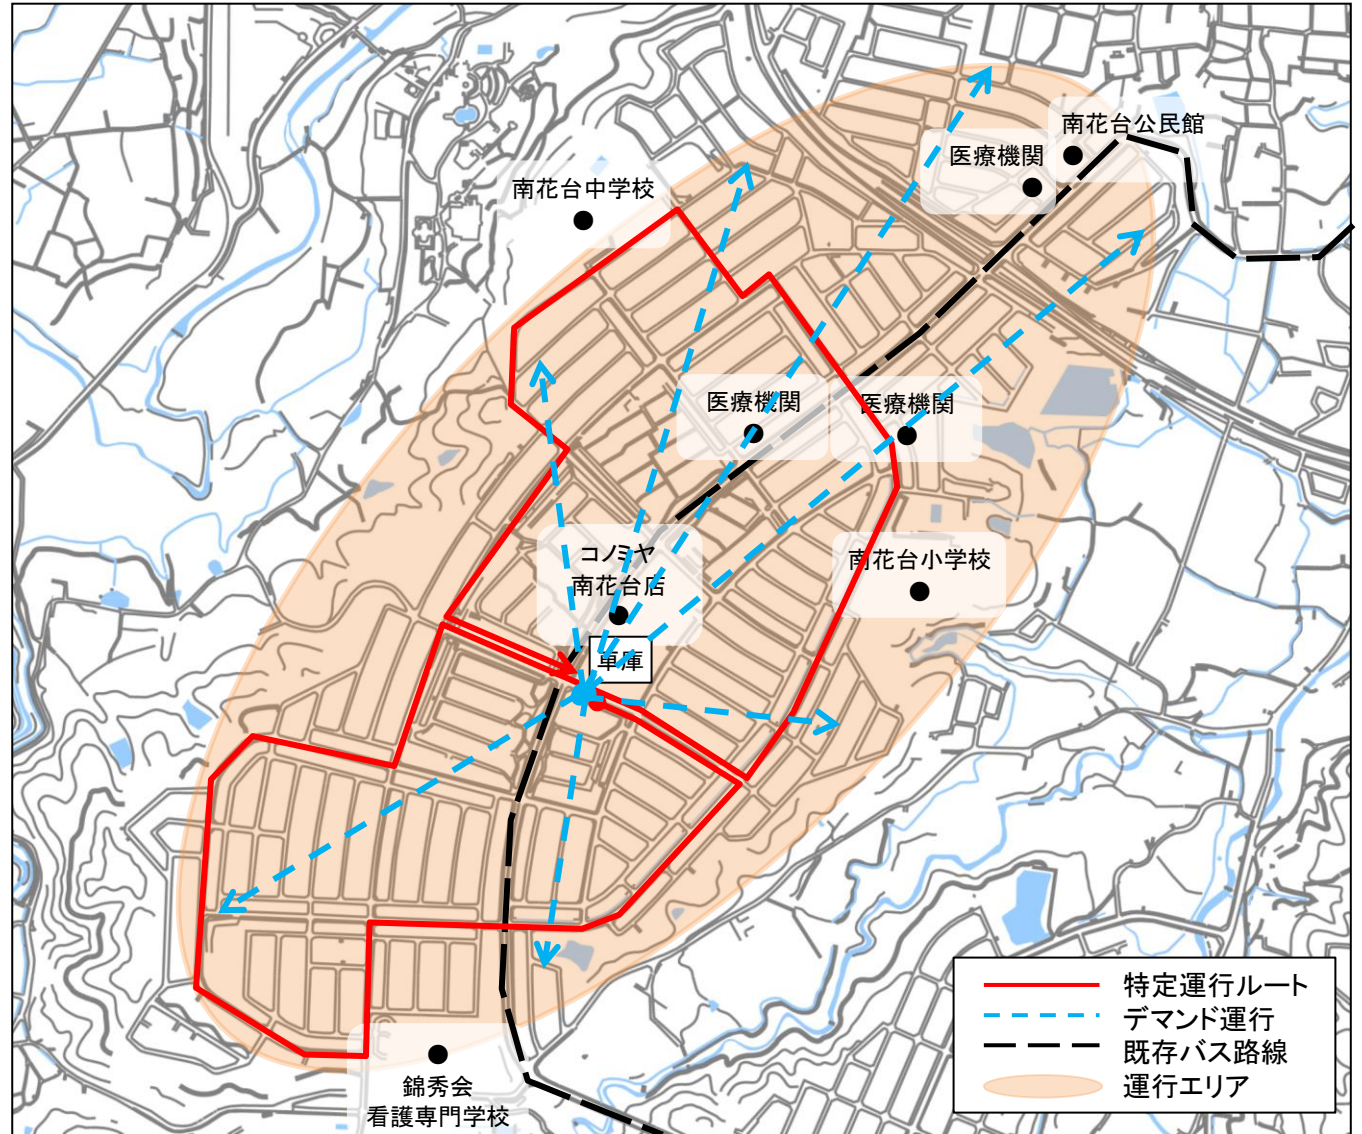 南花台公民館
医療機関
南花台中学校
医療機関
医療機関
コノミヤ
南花台店
南花台小学校
車庫
特定運行ルート
デマンド運行
既存バス路線
運行エリア
錦秀会
看護専門学校